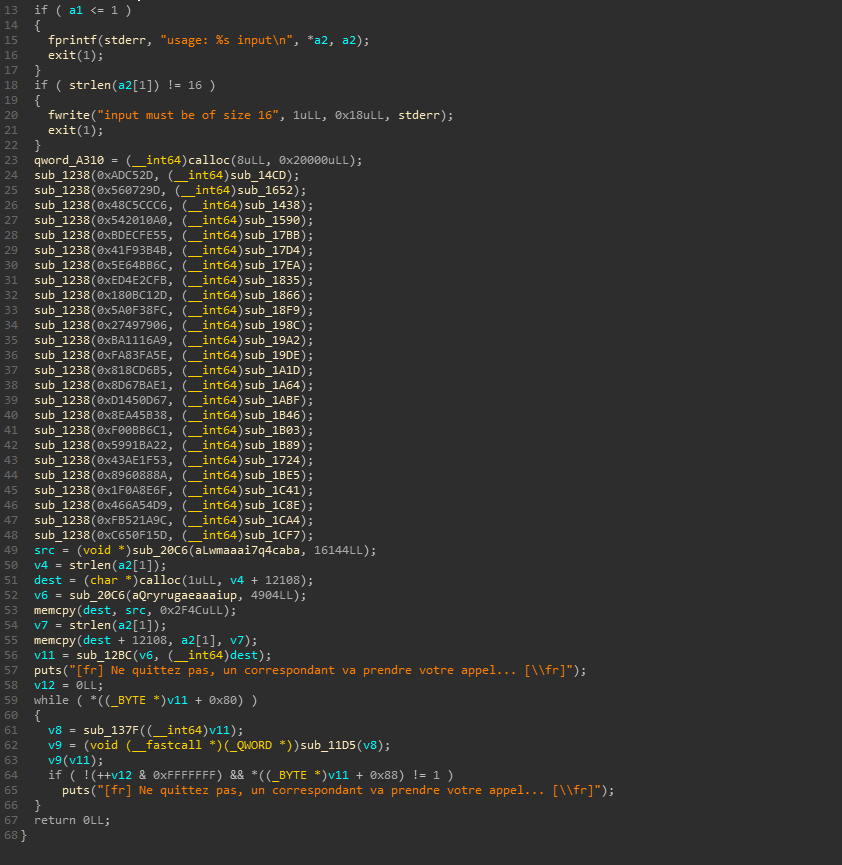 13 if ( a1 <= 1 )
14 {
15 fprintf(stderr, "usage: %s input\n", *a2, a2);
16 exit(1);
17 }
18 if ( strlen(a2[1]) != 16 )
19 {
20 fwrite("input must be of size 16", 1uLL, 0x18uLL, stderr);
21 exit(1);
22 }
23 qword_A310 = (__int64)calloc(8uLL, 0x20000uLL);
24 sub_1238(0xADC52D, (__int64)sub_14CD);
25 sub_1238(0x560729D, (__int64)sub_1652);
26 sub_1238(0x48C5CCC6, (__int64)sub_1438);
27 sub_1238(0x542010A0, (__int64)sub_1590);
28 sub_1238(0xBDECFE55, (__int64)sub_17BB);
29 sub_1238(0x41F93B4B, (__int64)sub_17D4);
30 sub_1238(0x5E64BB6C, (__int64)sub_17EA);
31 sub_1238(0xED4E2CFB, (__int64)sub_1835);
32 sub_1238(0x180BC12D, (__int64)sub_1866);
33 sub_1238(0x5A0F38FC, (__int64)sub_18F9);
34 sub_1238(0x27497906, (__int64)sub_198C);
35 sub_1238(0xBA1116A9, (__int64)sub_19A2);
36 sub_1238(0xFA83FA5E, (__int64)sub_19DE);
37 sub_1238(0x818CD6B5, (__int64)sub_1A1D);
38 sub_1238(0x8D67BAE1, (__int64)sub_1A64);
39 sub_1238(0xD1450D67, (__int64)sub_1ABF);
40 sub_1238(0x8EA45B38, (__int64)sub_1B46);
41 sub_1238(0xF00BB6C1, (__int64)sub_1B03);
42 sub_1238(0x5991BA22, (__int64)sub_1B89);
43 sub_1238(0x43AE1F53, (__int64)sub_1724);
44 sub_1238(0x8960888A, (__int64)sub_1BE5);
45 sub_1238(0x1F0A8E6F, (__int64)sub_1C41);
46 sub_1238(0x466A54D9, (__int64)sub_1C8E);
47 sub_1238(0xFB521A9C, (__int64)sub_1CA4);
48 sub_1238(0xC650F15D, (__int64)sub_1CF7);
49 src = (void *)sub_20C6(aLwmaaai7q4caba, 16144LL);
50 v4 = strlen(a2[1]);
51 dest = (char *)calloc(1uLL, v4 + 12108);
52 v6 = sub_20C6(aQryrugaeaaaiup, 4904LL);
53 memcpy(dest, src, 0x2F4CuLL);
54 v7 = strlen(a2[1]);
55 memcpy(dest + 12108, a2[1], v7);
56 v11 = sub_12BC(v6, (__int64)dest);
57 puts("[fr] Ne quittez pas, un correspondant va prendre votre appel... [\\fr]");
58 v12 = 0LL;
59 while ( *((_BYTE *)v11 + 0x80) )
60 {
61 v8 = sub_137F((__int64)v11);
62 v9 = (void (__fastcall *)(_QWORD *))sub_11D5(v8);
63 v9(v11);
64 if ( !(++v12 & 0xFFFFFFF) && *((_BYTE *)v11 + 0x88) != 1 )
65 puts("[fr] Ne quittez pas, un correspondant va prendre votre appel... [\\fr]");
66 }
67 return 0LL;
68 }